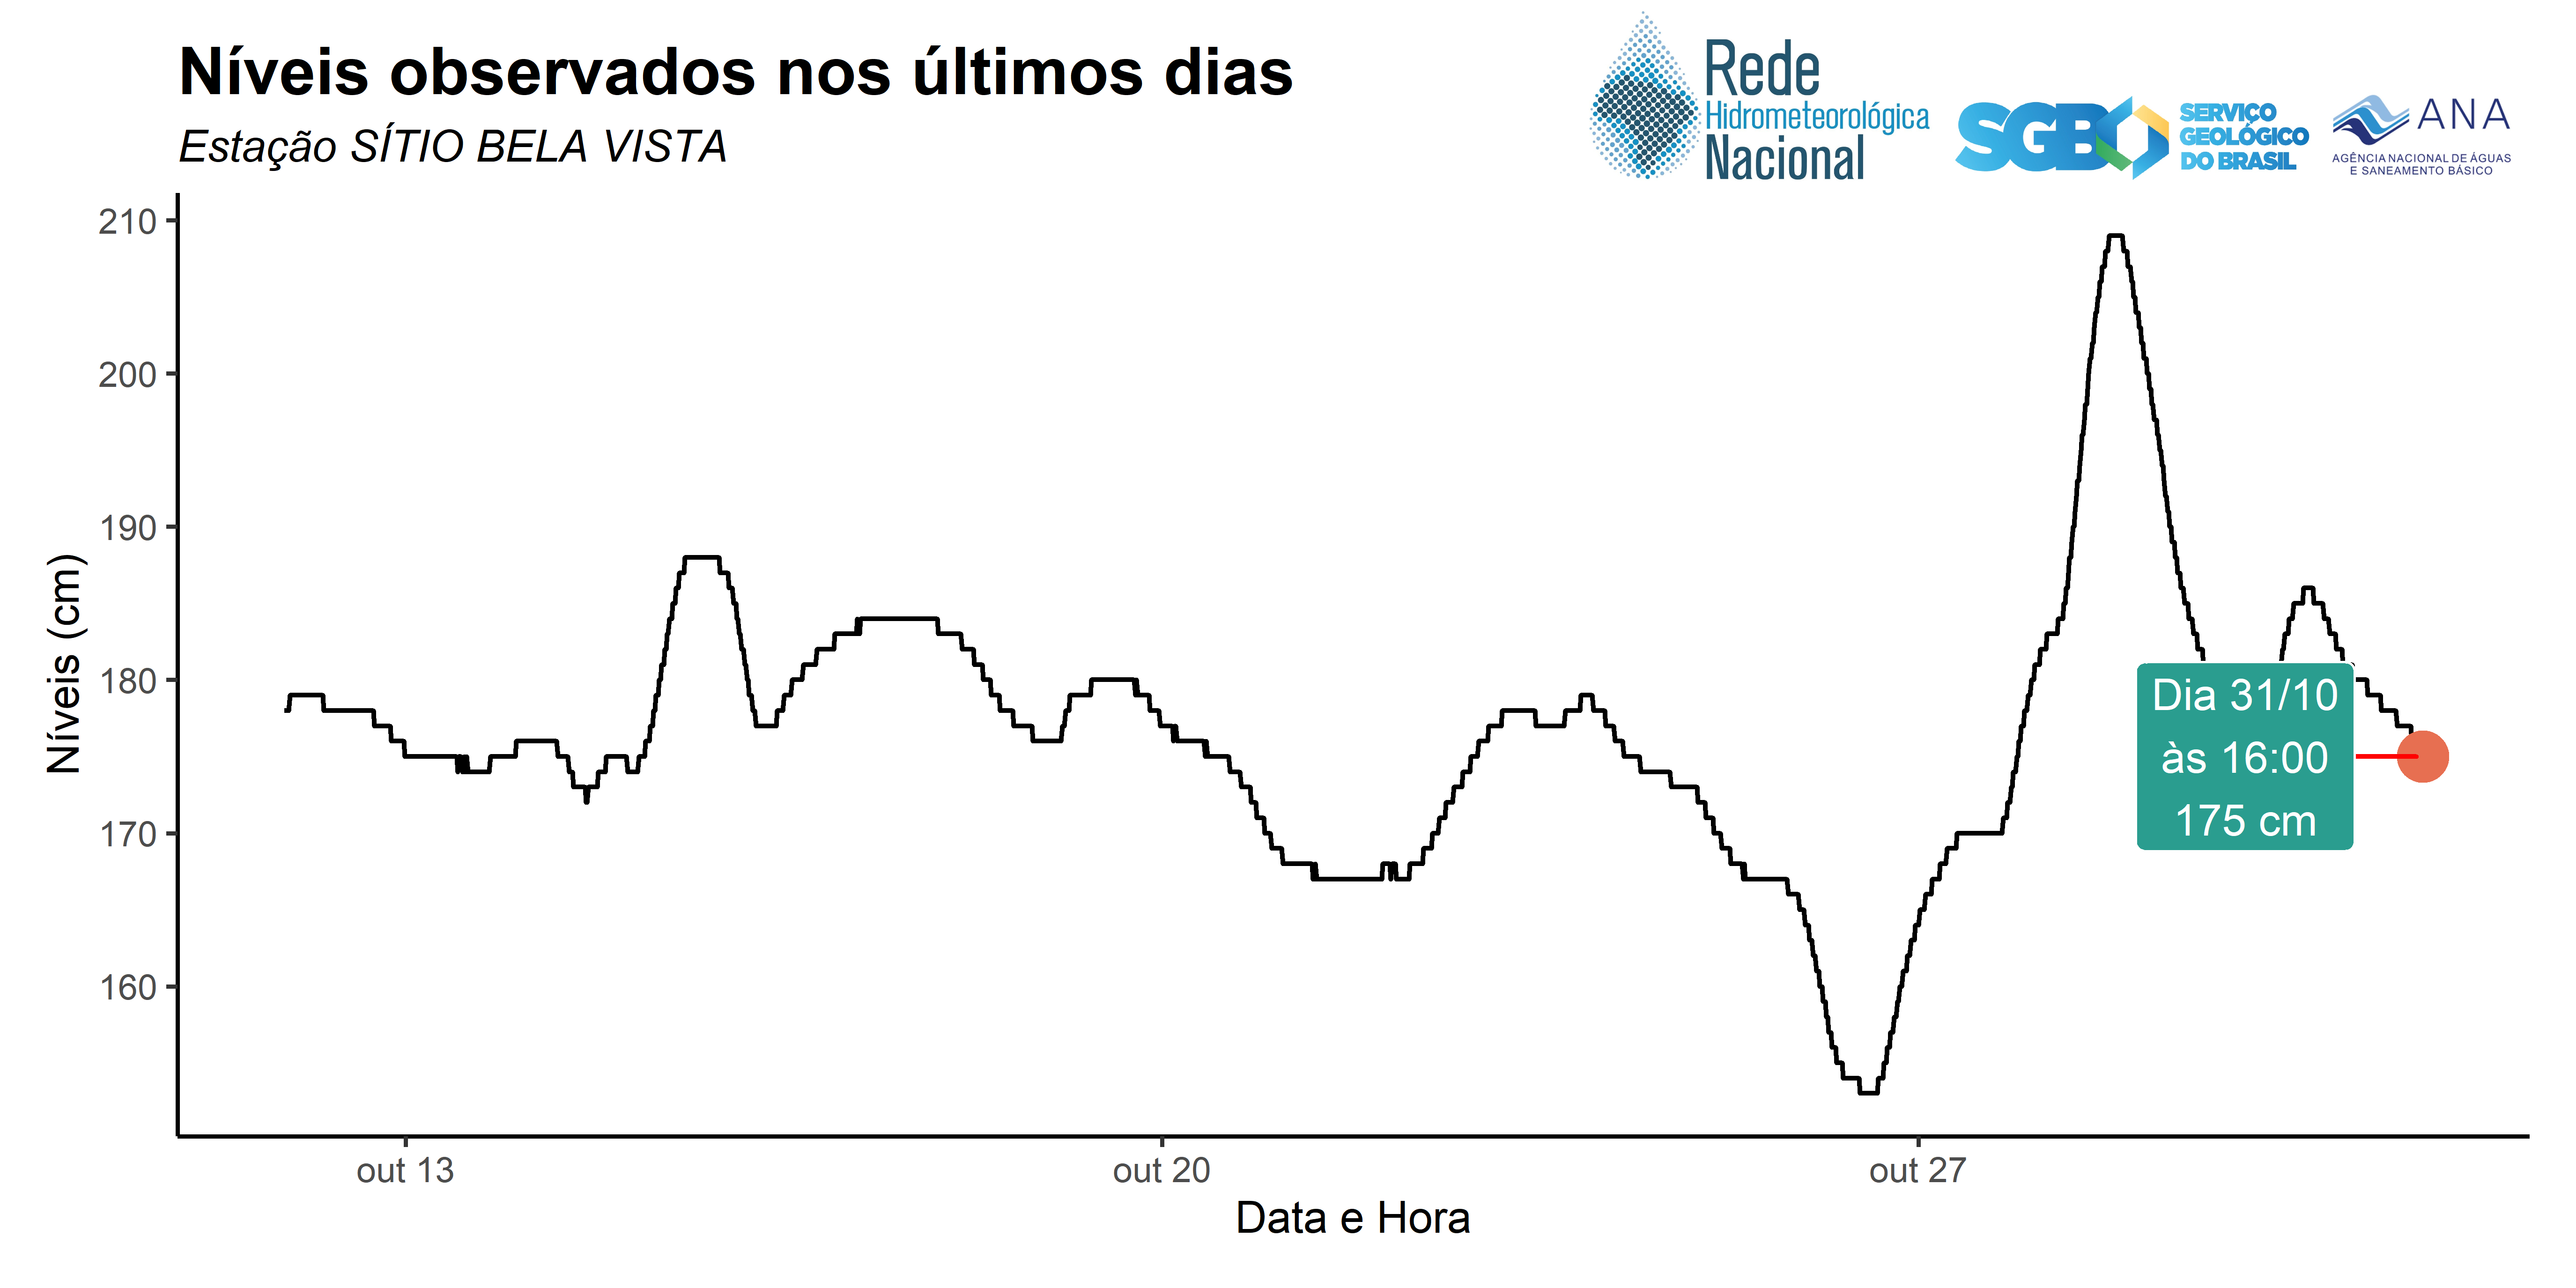 Níveis observados nos últimos dias
Estação SÍTIO BELA VISTA
Rede
Hidrometeorológica
Nacional
SGB
SERVIÇO
GEOLÓGICO
DO BRASIL
ANA
AGÊNCIA NACIONAL DE ÁGUAS
E SANEAMENTO BÁSICO
210
200
190
180
170
160
Níveis (cm)
Dia 31/10
às 16:00
175 cm
out 13
out 20
out 27
Data e Hora